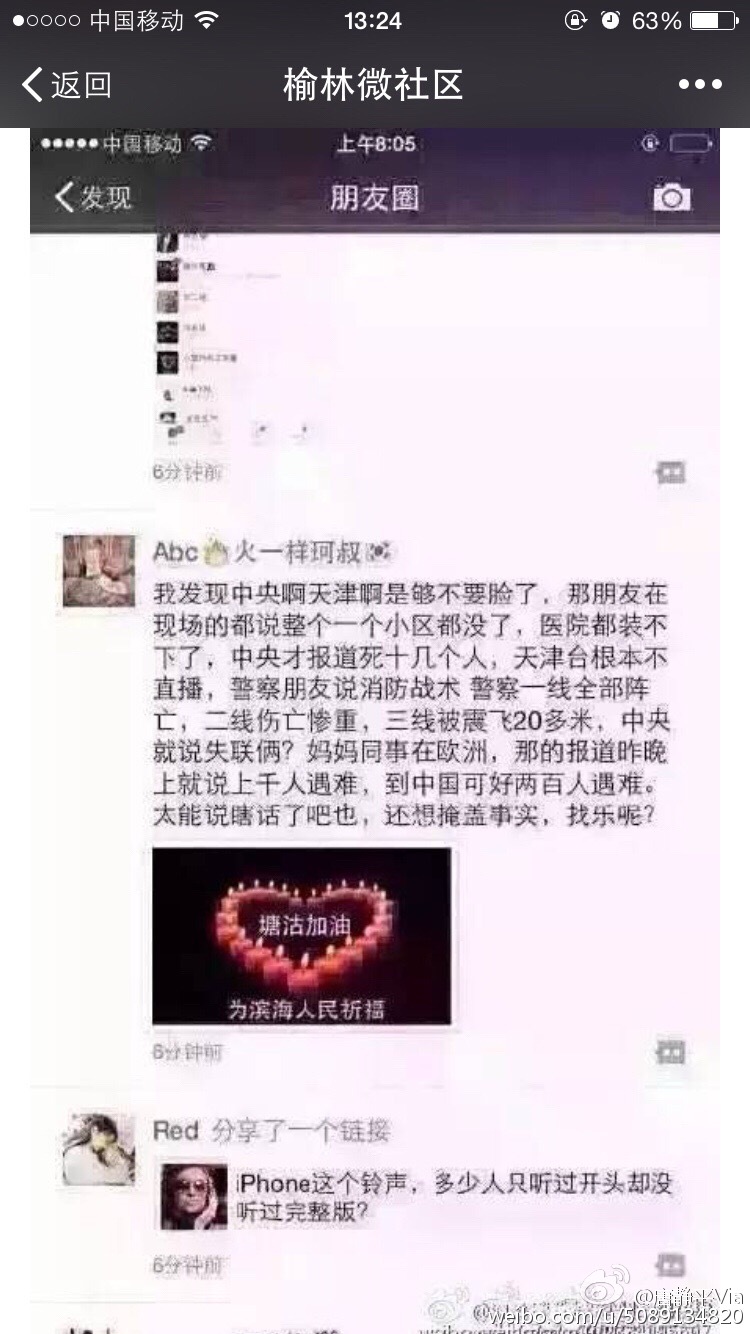 中国移动 13:24 63%
返回 榆林微社区
中国移动 上午8:05
发现 朋友圈
6分钟前
Abc 火一样珂叔
我发现中央啊天津啊是够不要脸了，那朋友在
现场的都说整个一个小区都没了，医院都装不
下了，中央才报道死十几个人，天津台根本不
直播，警察朋友说消防战术 警察一线全部阵
亡，二线伤亡惨重，三线被震飞20多米，中央
就说失联俩？妈妈同事在欧洲，那的报道昨晚
上就说上千人遇难，到中国可好两百人遇难。
太能说瞎话了吧也，还想掩盖事实，找乐呢？
塘沽加油
为滨海人民祈福
6分钟前
Red 分享了一个链接
iPhone这个铃声，多少人只听过开头却没
听过完整版？
6分钟前
weibo.com/u/5089134820